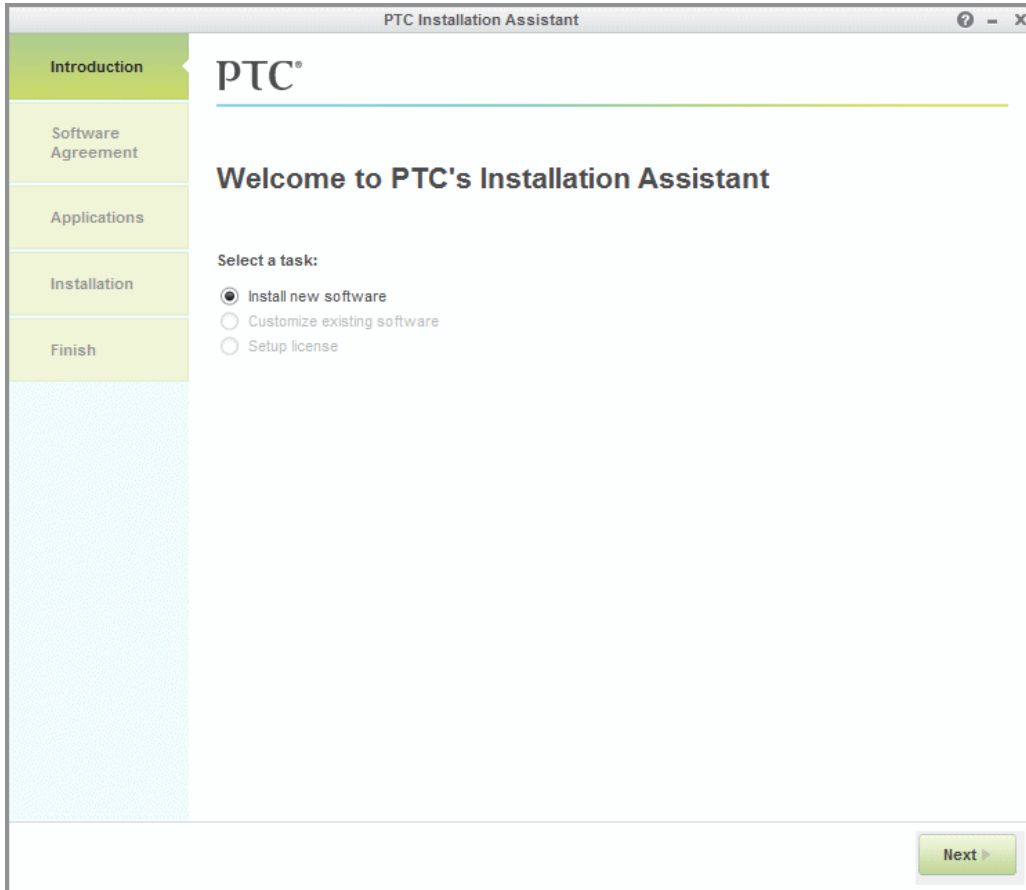 PTC Installation Assistant
Introduction
PTC®
Software
Agreement
Welcome to PTC's Installation Assistant
Applications
Select a task:
Installation
Install new software
Customize existing software
Setup license
Finish
Next